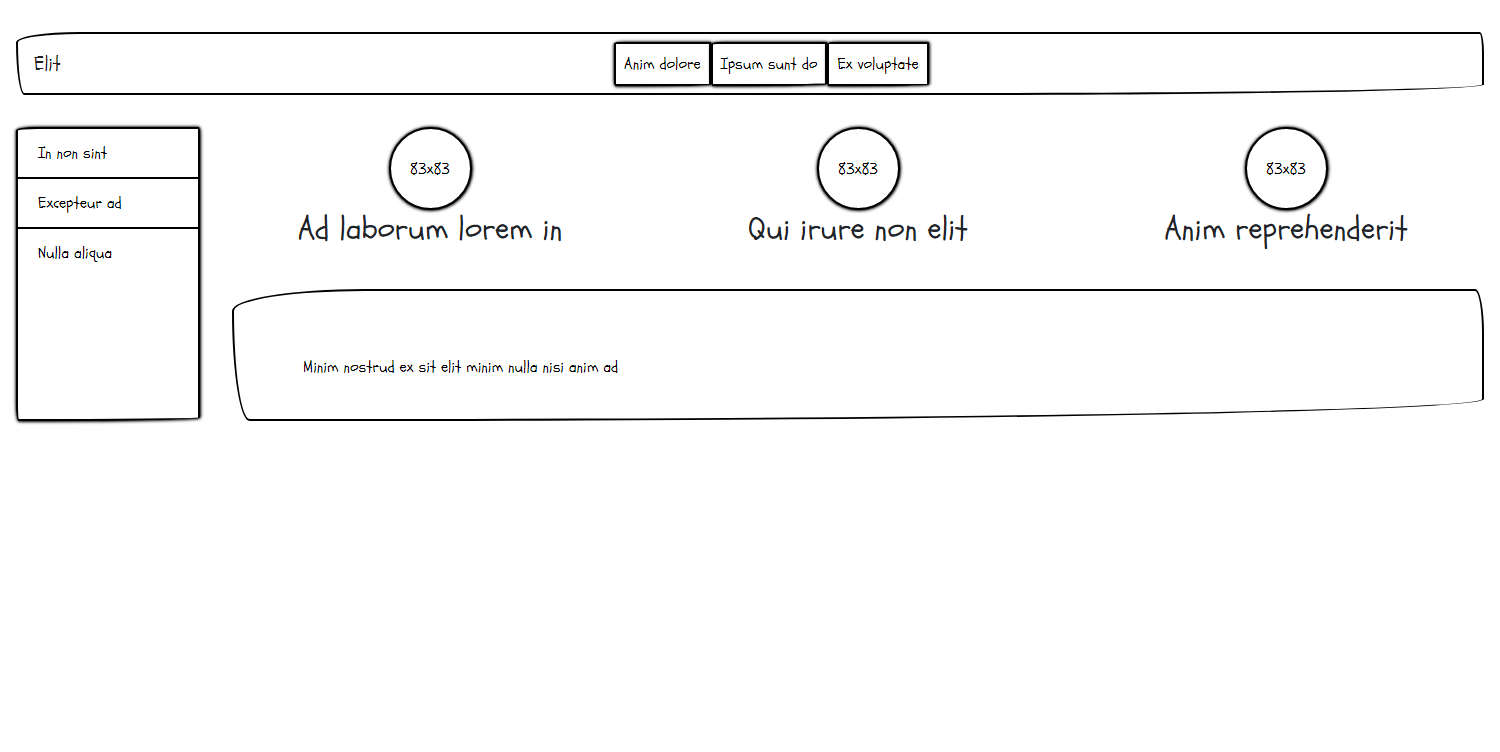 Elit
Anim dolore
Ipsum sunt do
Ex voluptate
In non sint
Excepteur ad
Nulla aliqua
83x83
83x83
83x83
Ad laborum lorem in
Qui irure non elit
Anim reprehenderit
Minim nostrud ex sit elit minim nulla nisi anim ad